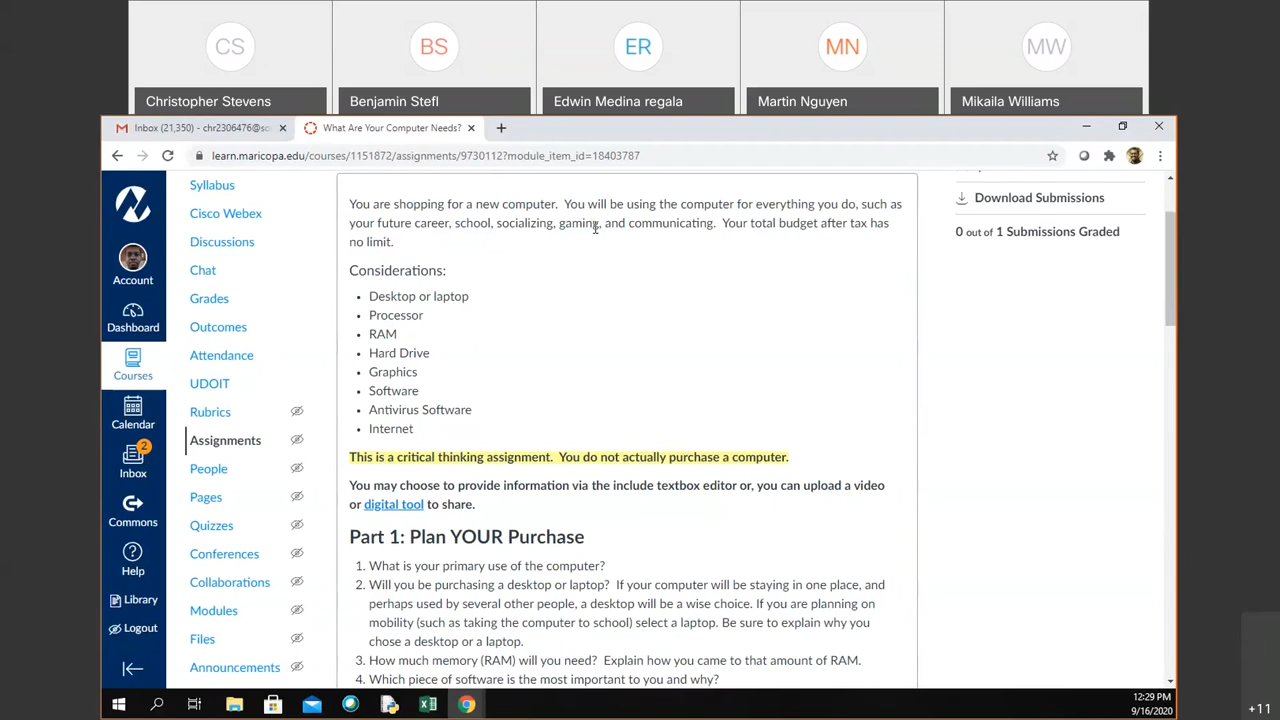 CS
BS
ER
MN
MW
Christopher Stevens
Benjamin Stefl
Edwin Medina regala
Martin Nguyen
Mikaila Williams
Inbox (21,350) - chr2306476@so
What Are Your Computer Needs?
learn.maricopa.edu/courses/1151872/assignments/9730112?module_item_id=18403787
Account
Dashboard
Courses
Calendar
2
Inbox
Commons
Help
Library
Logout
Syllabus
Cisco Webex
Discussions
Chat
Grades
Outcomes
Attendance
UDOIT
Rubrics
Assignments
People
Pages
Quizzes
Conferences
Collaborations
Modules
Files
Announcements
You are shopping for a new computer. You will be using the computer for everything you do, such as
your future career, school, socializing, gaming, and communicating. Your total budget after tax has
no limit.
Considerations:
• Desktop or laptop
• Processor
• RAM
• Hard Drive
• Graphics
• Software
• Antivirus Software
• Internet
This is a critical thinking assignment. You do not actually purchase a computer.
You may choose to provide information via the include textbox editor or, you can upload a video
or digital tool to share.
Part 1: Plan YOUR Purchase
1. What is your primary use of the computer?
2. Will you be purchasing a desktop or laptop? If your computer will be staying in one place, and
perhaps used by several other people, a desktop will be a wise choice. If you are planning on
mobility (such as taking the computer to school) select a laptop. Be sure to explain why you
chose a desktop or a laptop.
3. How much memory (RAM) will you need? Explain how you came to that amount of RAM.
4. Which piece of software is the most important to you and why?
Download Submissions
0 out of 1 Submissions Graded
12:29 PM
9/16/2020
+11